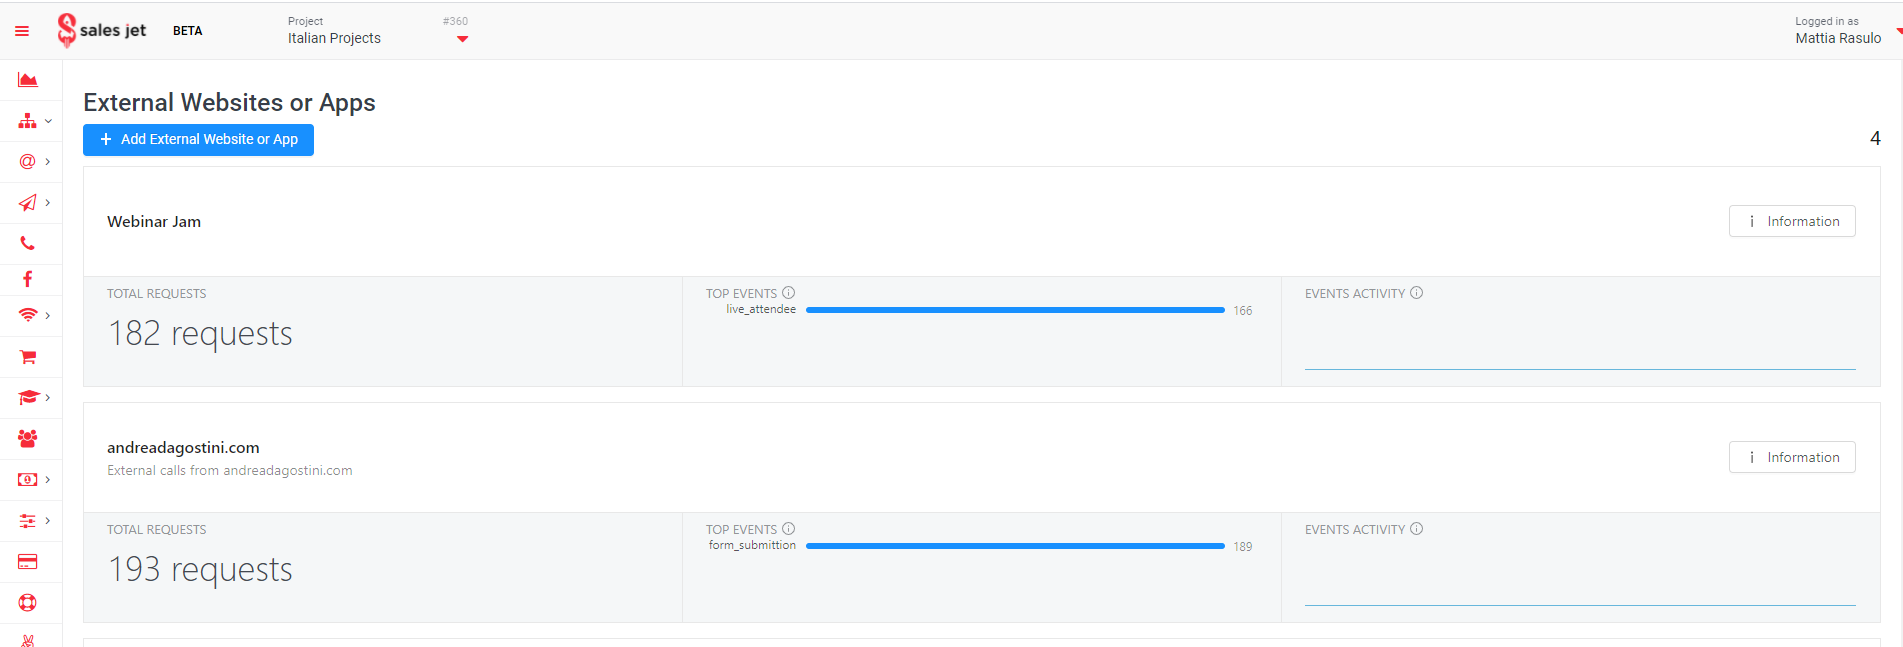 sales jet
BETA
Project
#360
Italian Projects
Logged in as
Mattia Rasulo
External Websites or Apps
+ Add External Website or App
4
Webinar Jam
Information
TOTAL REQUESTS
182 requests
TOP EVENTS
live_attendee
166
EVENTS ACTIVITY
andreadagostini.com
External calls from andreadagostini.com
Information
TOTAL REQUESTS
193 requests
TOP EVENTS
form_submittion
189
EVENTS ACTIVITY